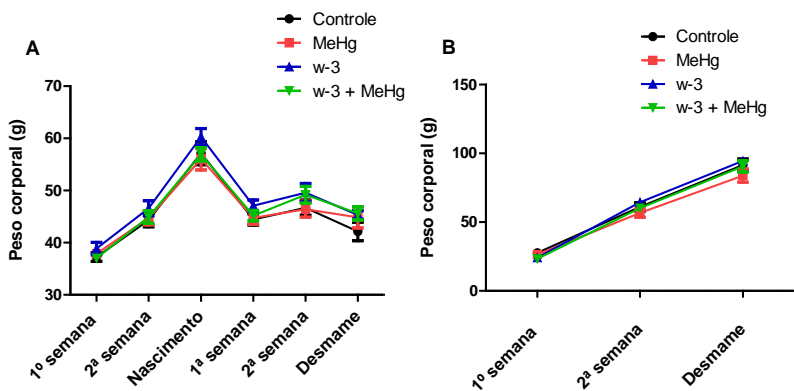 A
Controle
MeHg
w-3
w-3 + MeHg
Peso corporal (g)
70
60
50
40
30
1º semana
2ª semana
Nascimento
1ª semana
2ª semana
Desmame
B
Controle
MeHg
w-3
w-3 + MeHg
Peso corporal (g)
150
100
50
0
1º semana
2ª semana
Desmame